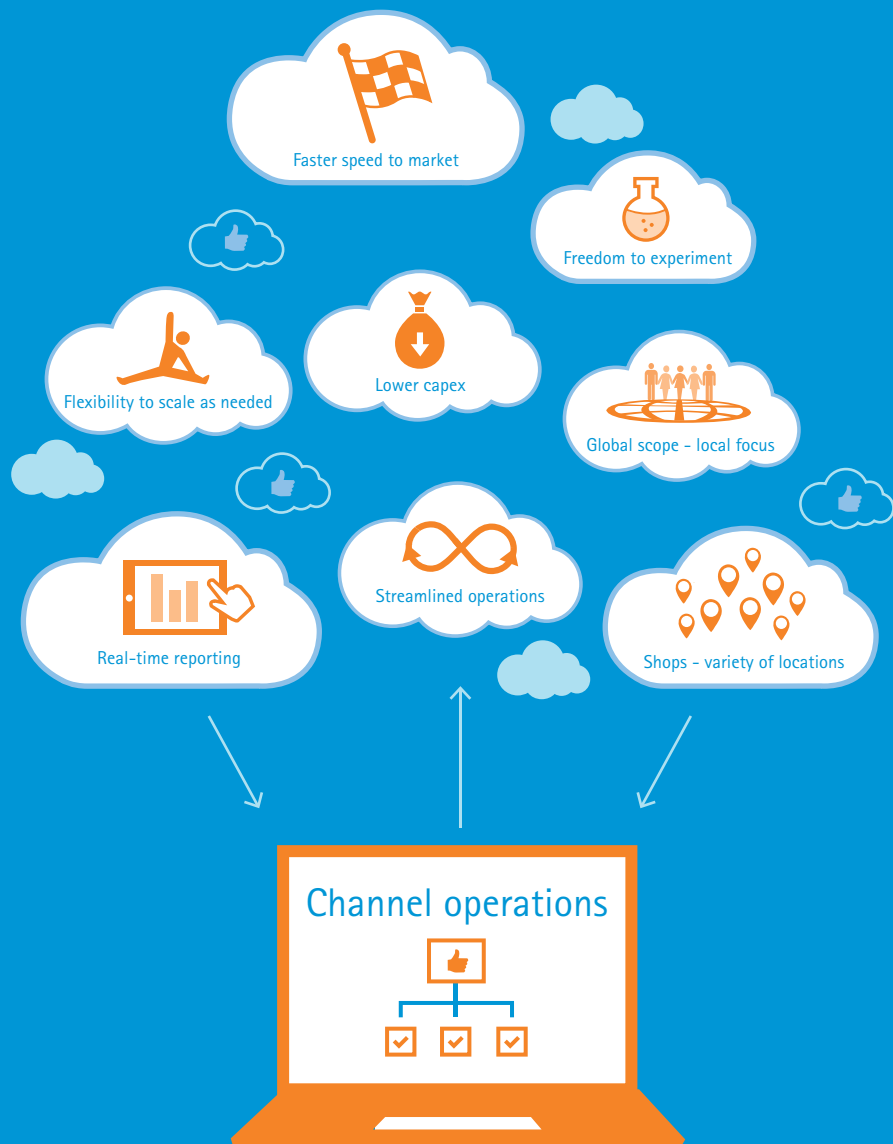 Faster speed to market
Freedom to experiment
Flexibility to scale as needed
Lower capex
Global scope - local focus
Real-time reporting
Streamlined operations
Shops - variety of locations
Channel operations